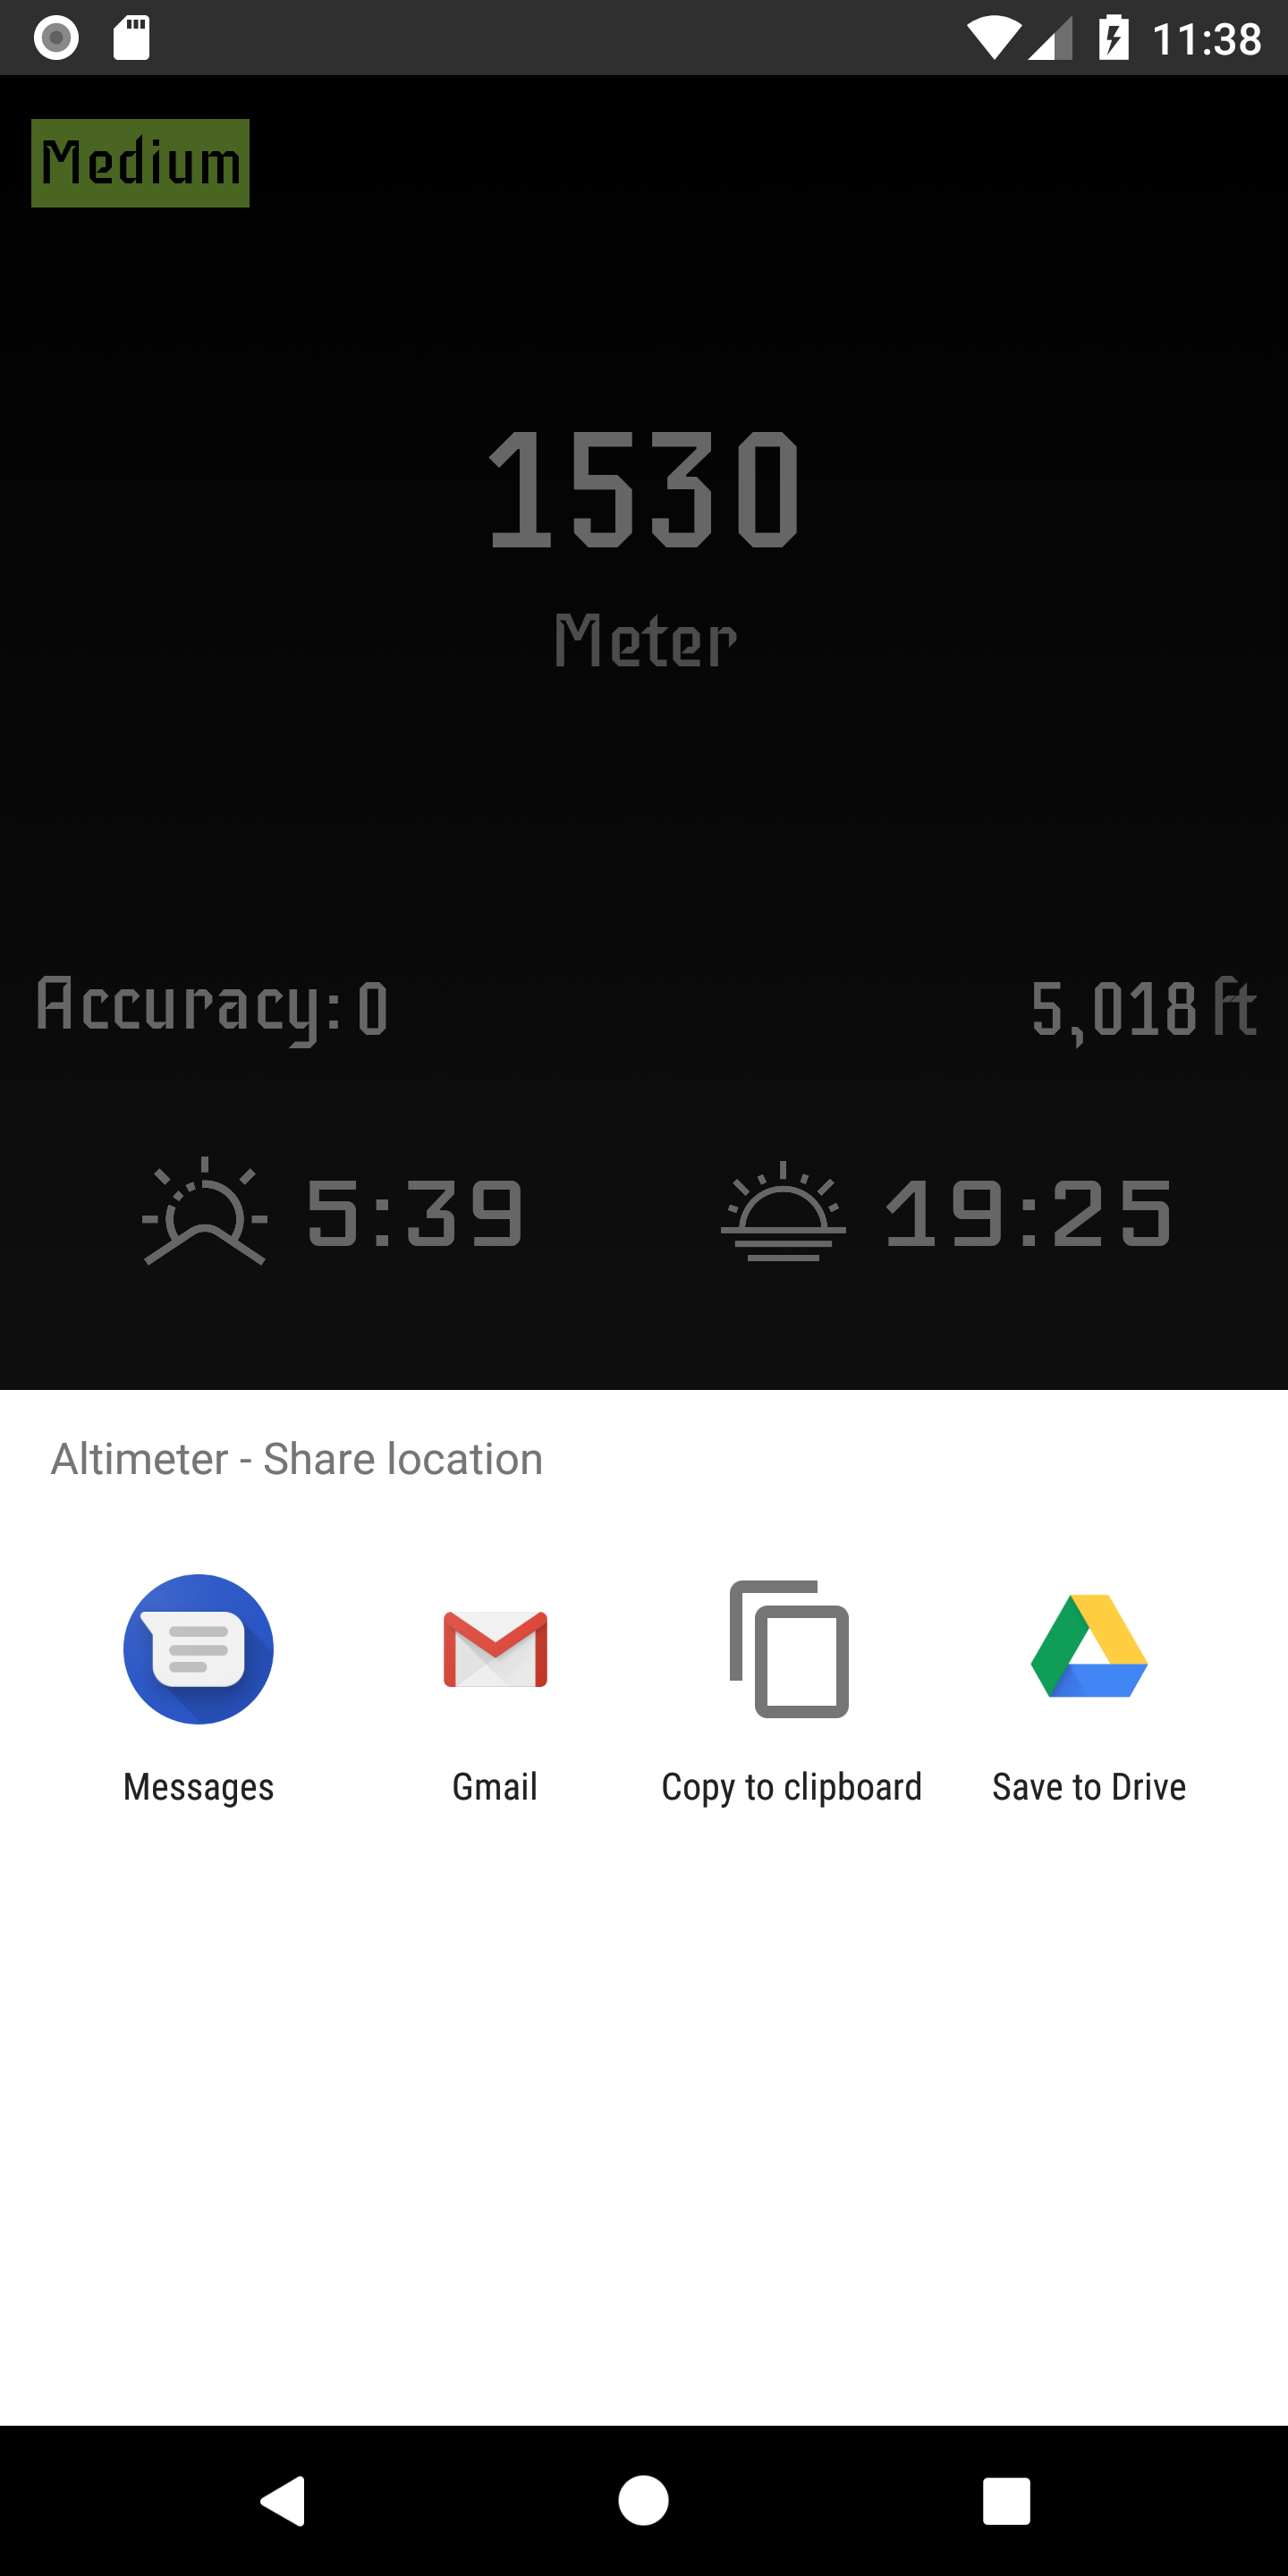 11:38
Medium
1530
Meter
Accuracy: 0
5,018 ft
5:39
19:25
Altimeter - Share location
Messages
Gmail
Copy to clipboard
Save to Drive